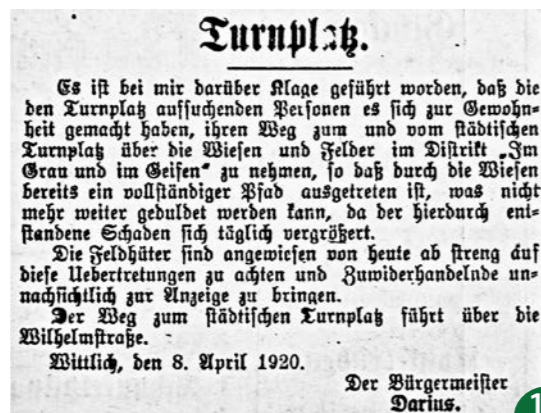 Turnplatz.
Es ist bei mir darüber Klage geführt worden, daß die
den Turnplatz aufsuchenden Personen es sich zur Gewohn-
heit gemacht haben, ihren Weg zum und vom städtischen
Turnplatz über die Wiesen und Felder im Distrikt „Im
Grau und im Geifen“ zu nehmen, so daß durch die Wiesen
bereits ein vollständiger Pfad ausgetreten ist, was nicht
mehr weiter geduldet werden kann, da der hierdurch ent-
standene Schaden sich täglich vergrößert.
Die Feldhüter sind angewiesen von heute ab streng auf
diese Uebertretungen zu achten und Zuwiderhandelnde un-
nachsichtlich zur Anzeige zu bringen.
Der Weg zum städtischen Turnplatz führt über die
Wilhelmstraße.
Wittlich, den 8. April 1920.
Der Bürgermeister
Darius.
1